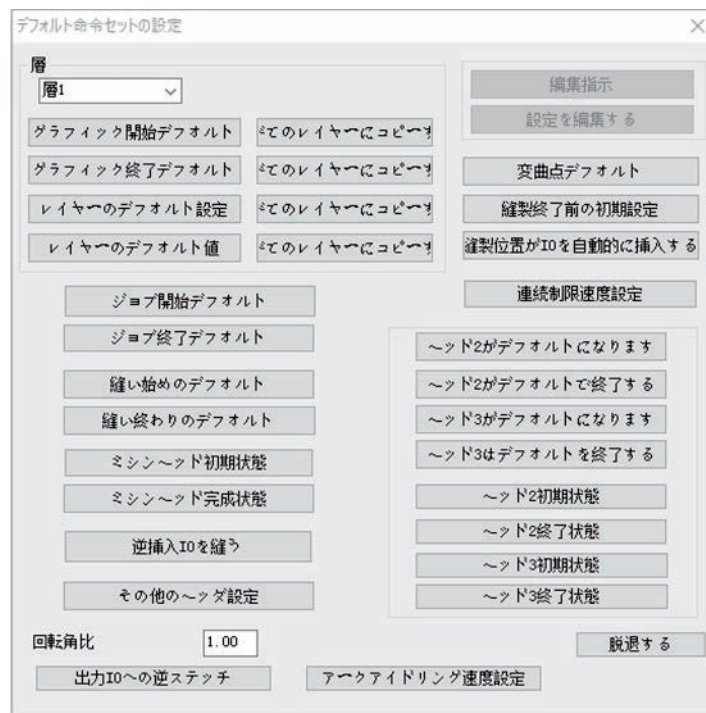 デフォルト命令セットの設定
層
層1
グラフィック開始デフォルト
てのレイヤーにコピー
グラフィック終了デフォルト
てのレイヤーにコピー
レイヤーのデフォルト設定
てのレイヤーにコピー
レイヤーのデフォルト値
てのレイヤーにコピー
編集指示
設定を編集する
変曲点デフォルト
縫製終了前の初期設定
縫製位置がIOを自動的に挿入する
連続制限速度設定
ジョブ開始デフォルト
ジョブ終了デフォルト
縫い始めのデフォルト
縫い終わりのデフォルト
ミシンヘッド初期状態
ミシンヘッド完成状態
逆挿入IOを縫う
その他のヘッダ設定
ヘッド2がデフォルトになります
ヘッド2がデフォルトで終了する
ヘッド3がデフォルトになります
ヘッド3はデフォルトを終了する
ヘッド2初期状態
ヘッド2終了状態
ヘッド3初期状態
ヘッド3終了状態
回転角比
1.00
脱退する
出力IOへの逆ステッチ
アークアイドリング速度設定